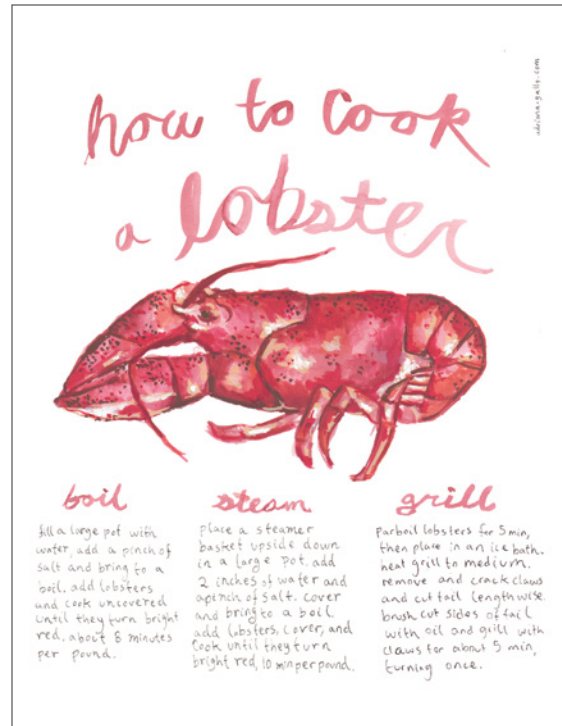 how to cook
a lobster
boil
fill a large pot with
water, add a pinch of
salt and bring to a
boil. add lobsters
and cook uncovered
until they turn bright
red, about 8 minutes
per pound.
steam
place a steamer
basket upside down
in a large pot. add
2 inches of water and
a pinch of salt. cover
and bring to a boil.
add lobsters, cover, and
cook until they turn
bright red, 10 min per pound.
grill
parboil lobsters for 5 min,
then place in an ice bath.
heat grill to medium.
remove and crack claws
and cut tail lengthwise.
brush cut sides of tail
with oil and grill with
claws for about 5 min,
turning once.